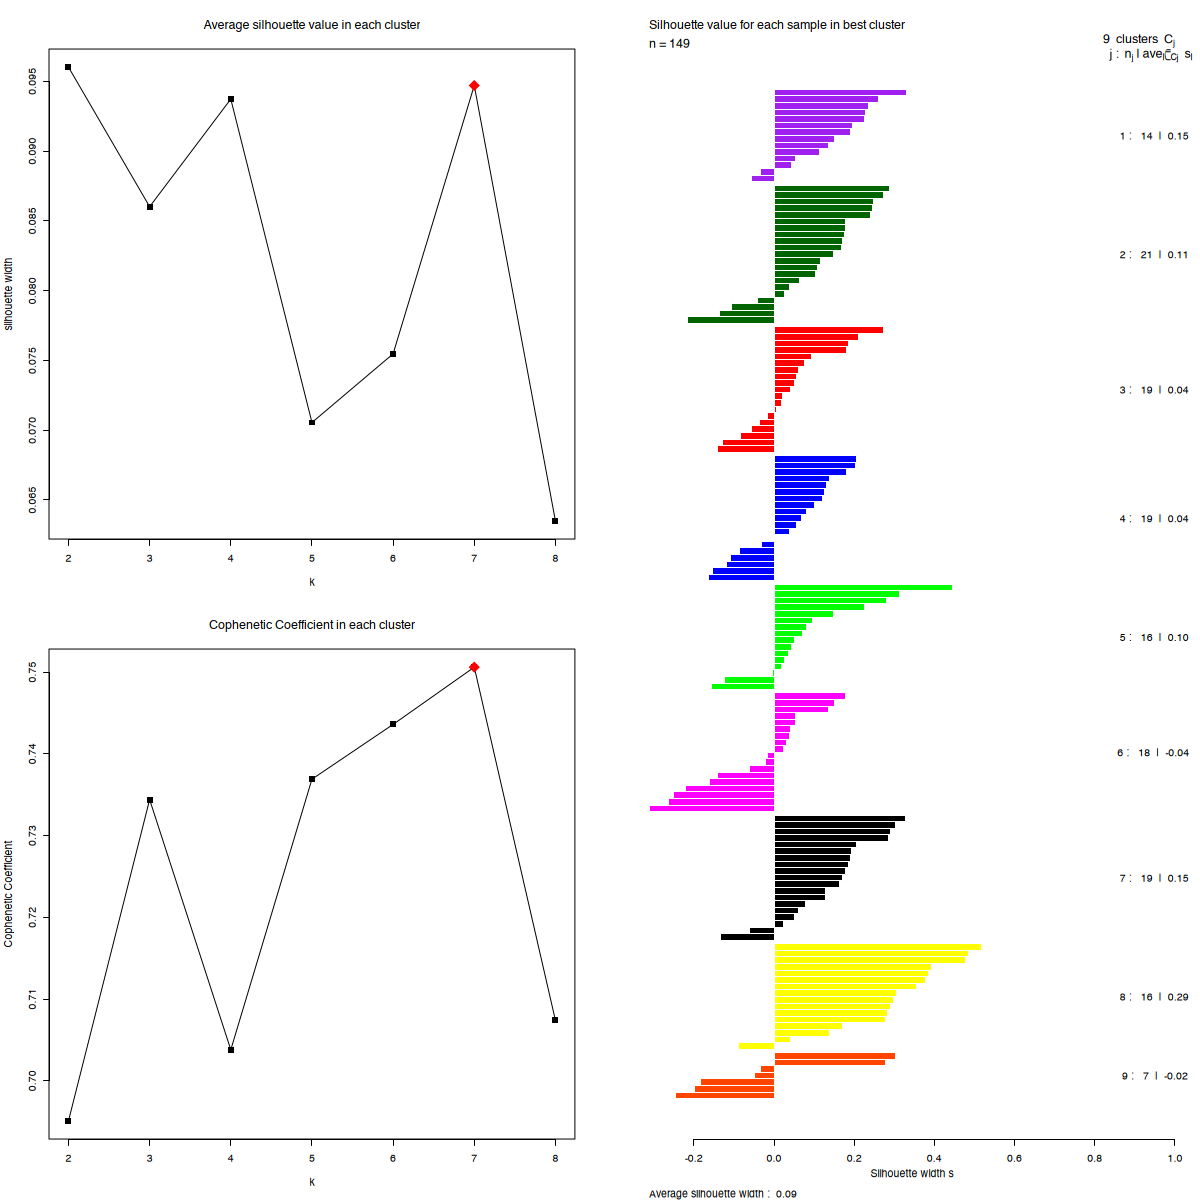 Average silhouette value in each cluster
silhouette width
0.095
0.090
0.085
0.080
0.075
0.070
0.065
2 3 4 5 6 7 8
k
Cophenetic Coefficient in each cluster
Cophenetic Coefficient
0.75
0.74
0.73
0.72
0.71
0.70
2 3 4 5 6 7 8
k
Silhouette value for each sample in best cluster
n = 149
9 clusters Cj
j : nj | avei∈Cj si
1 : 14 | 0.15
2 : 21 | 0.11
3 : 19 | 0.04
4 : 19 | 0.04
5 : 16 | 0.10
6 : 18 | -0.04
7 : 19 | 0.15
8 : 16 | 0.29
9 : 7 | -0.02
-0.2 0.0 0.2 0.4 0.6 0.8 1.0
Silhouette width s
Average silhouette width : 0.09